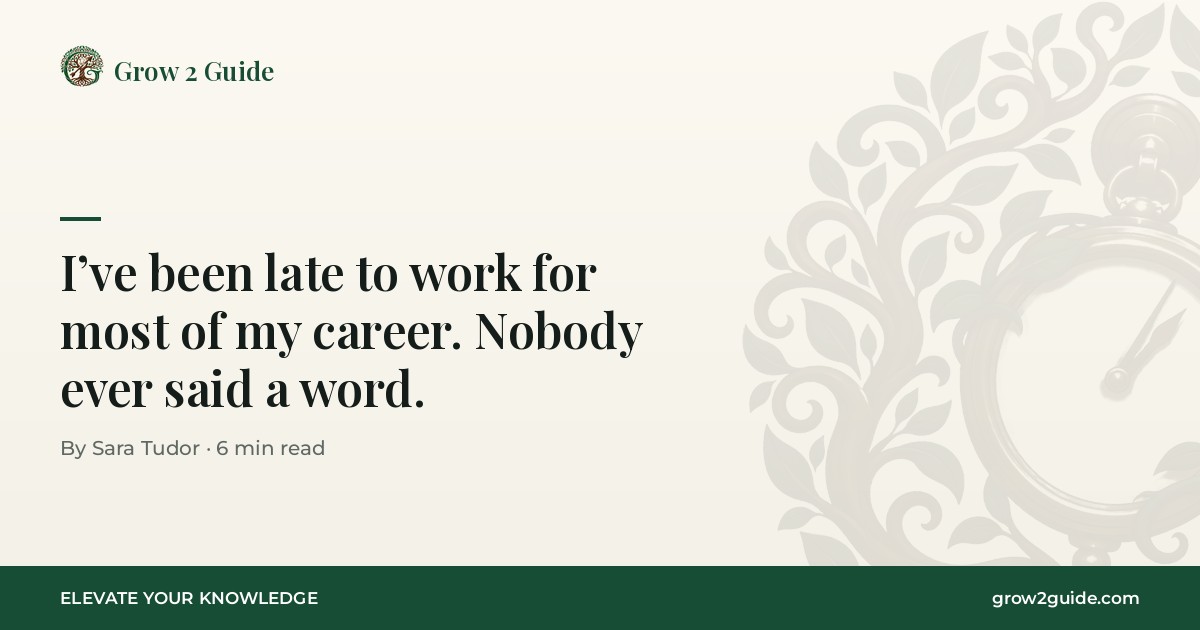 Grow 2 Guide
I’ve been late to work for
most of my career. Nobody
ever said a word.
By Sara Tudor · 6 min read
ELEVATE YOUR KNOWLEDGE
grow2guide.com